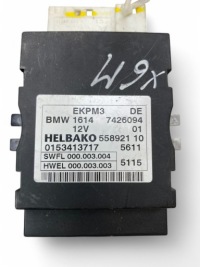 X6M
EKPM3 DE
BMW 1614 7426094
12V 01
HELBAKO 558921 10
0153413717 5611
SWFL 000.003.004
HWEL 000.003.003 5115